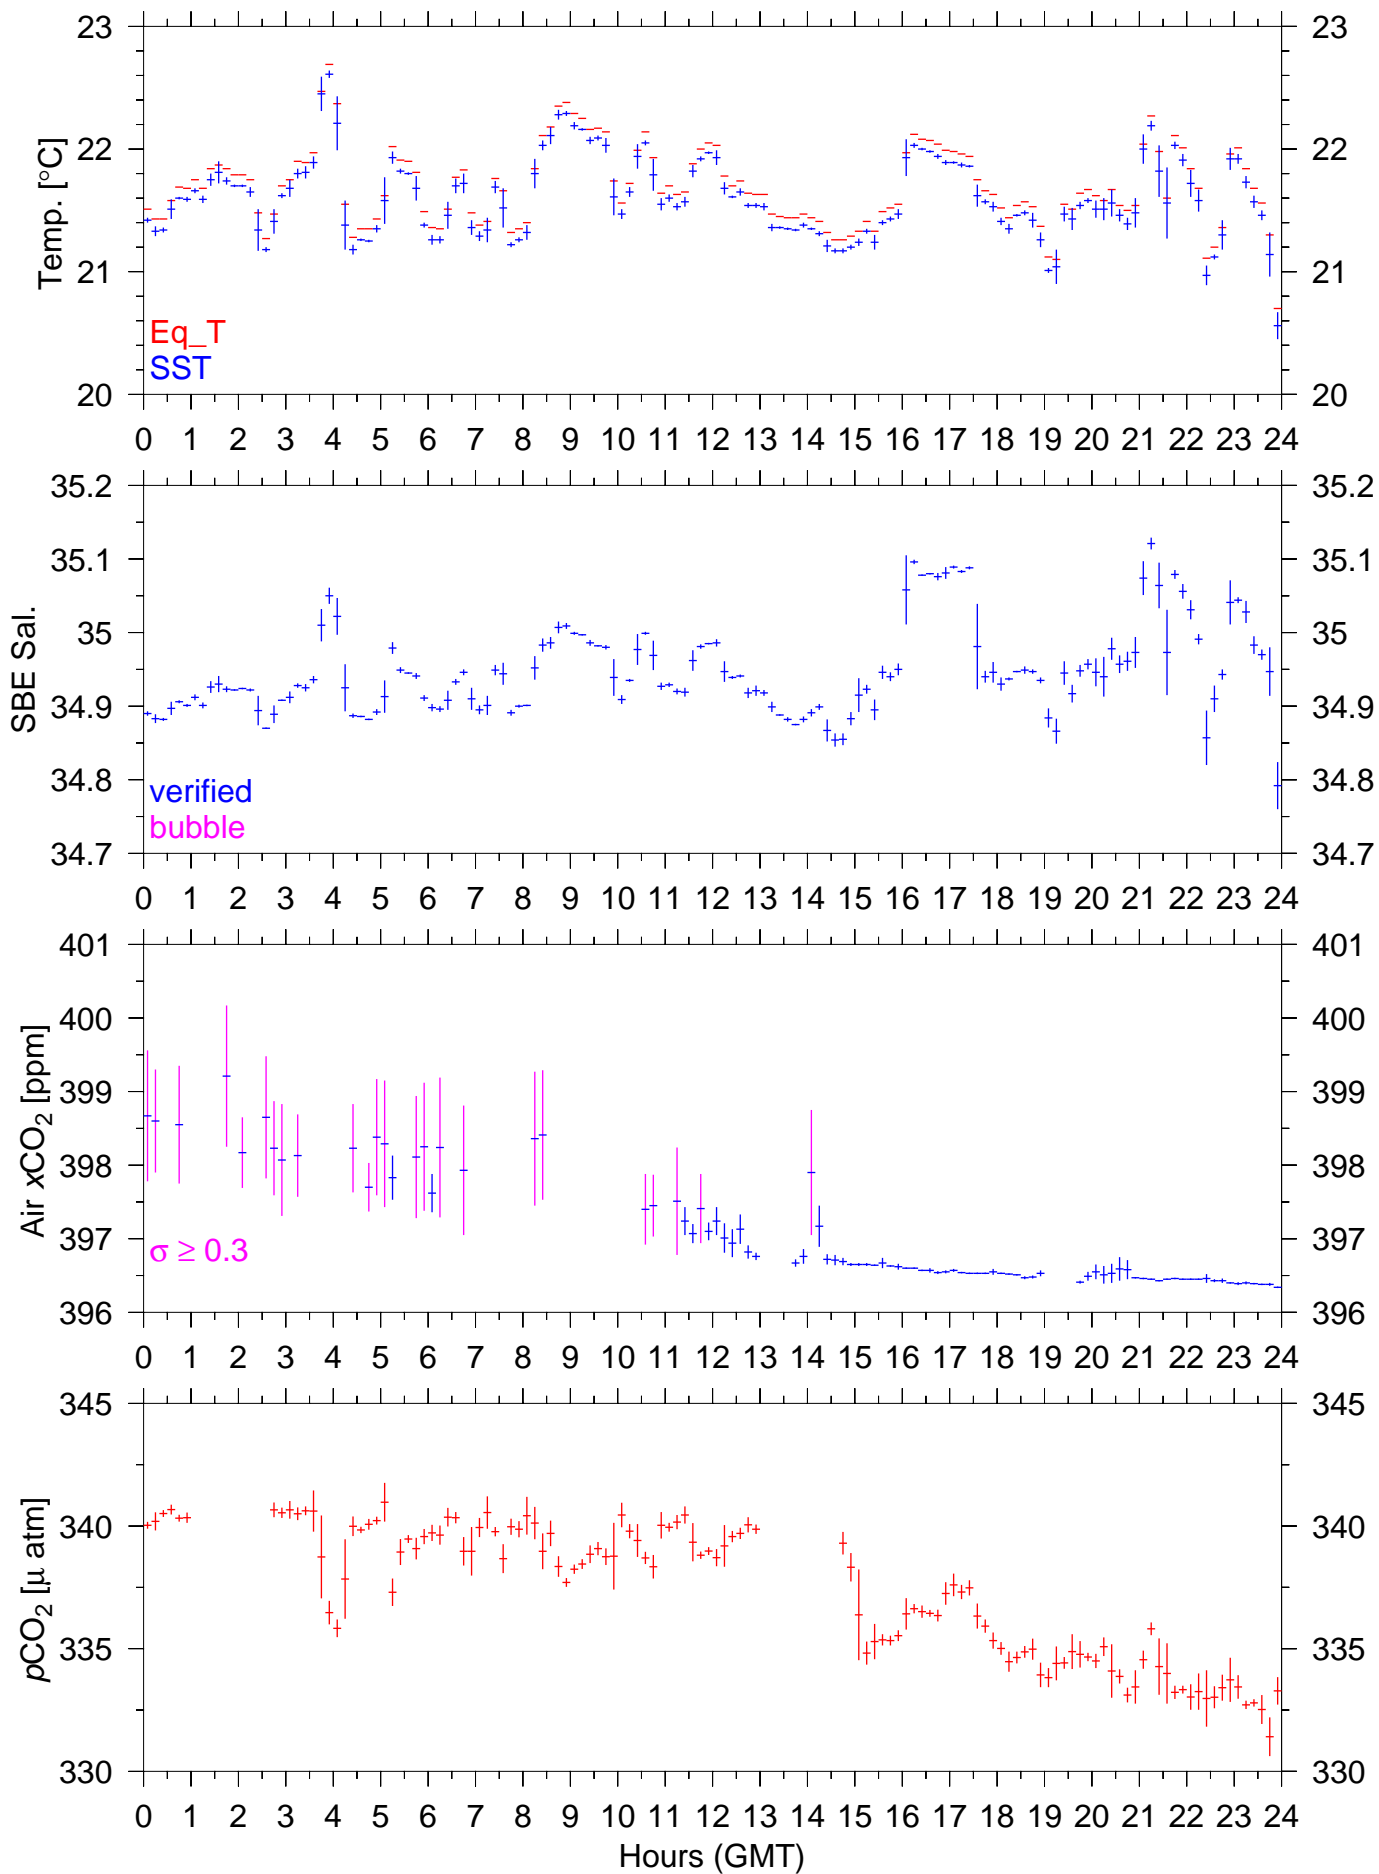 23 23
22 22
21 21
20 20
Temp. [°C]
Eq_T
SST
0 1 2 3 4 5 6 7 8 9 10 11 12 13 14 15 16 17 18 19 20 21 22 23 24
35.2 35.2
35.1 35.1
35 35
34.9 34.9
34.8 34.8
34.7 34.7
SBE Sal.
verified
bubble
0 1 2 3 4 5 6 7 8 9 10 11 12 13 14 15 16 17 18 19 20 21 22 23 24
401 401
400 400
399 399
398 398
397 397
396 396
Air xCO₂ [ppm]
σ ≥ 0.3
0 1 2 3 4 5 6 7 8 9 10 11 12 13 14 15 16 17 18 19 20 21 22 23 24
345 345
340 340
335 335
330 330
pCO₂ [μ atm]
0 1 2 3 4 5 6 7 8 9 10 11 12 13 14 15 16 17 18 19 20 21 22 23 24
Hours (GMT)